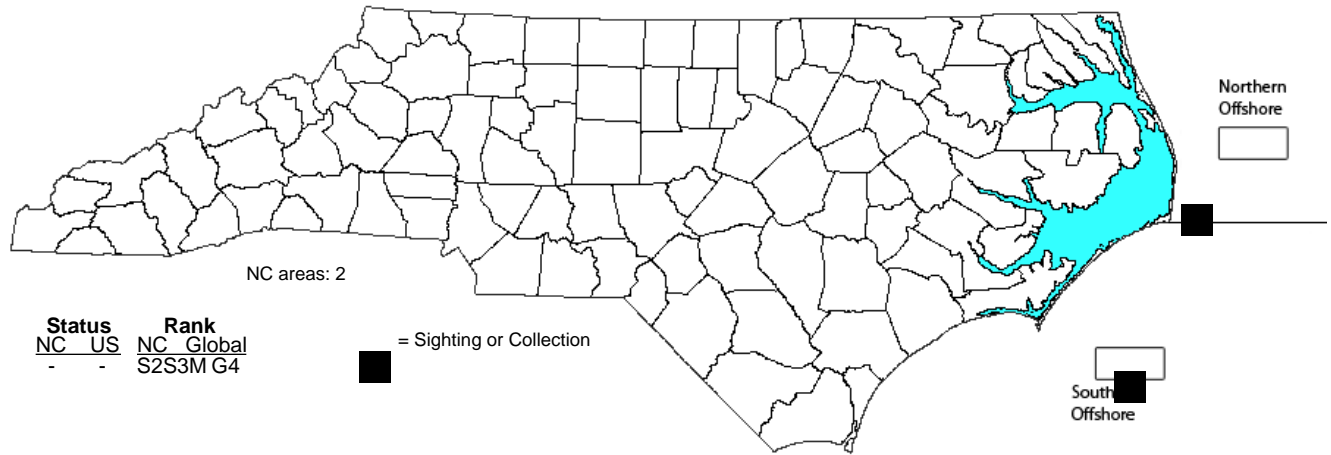 Northern
Offshore
NC areas: 2
Status Rank
NC US NC Global
- - S2S3M G4
= Sighting or Collection
South
Offshore